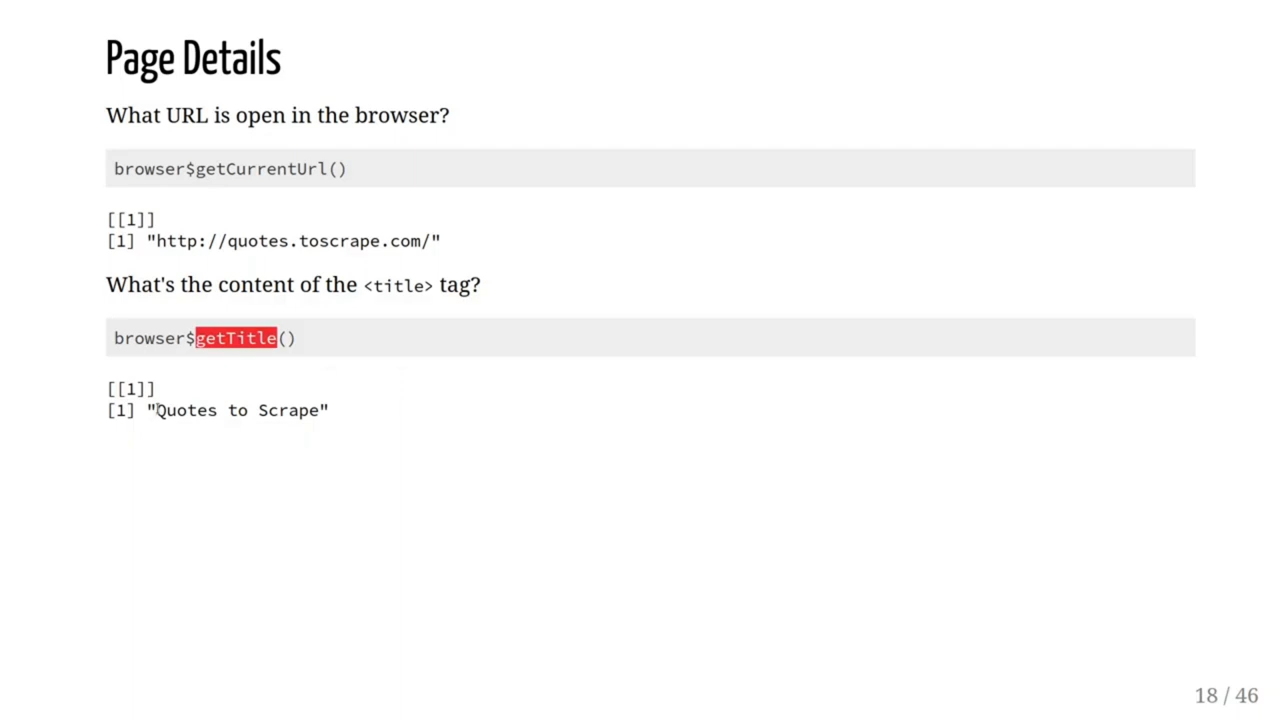 Page Details
What URL is open in the browser?
browser$getCurrentUrl()
[[1]]
[1] "http://quotes.toscrape.com/"
What's the content of the <title> tag?
browser$getTitle()
[[1]]
[1] "Quotes to Scrape"
18 / 46